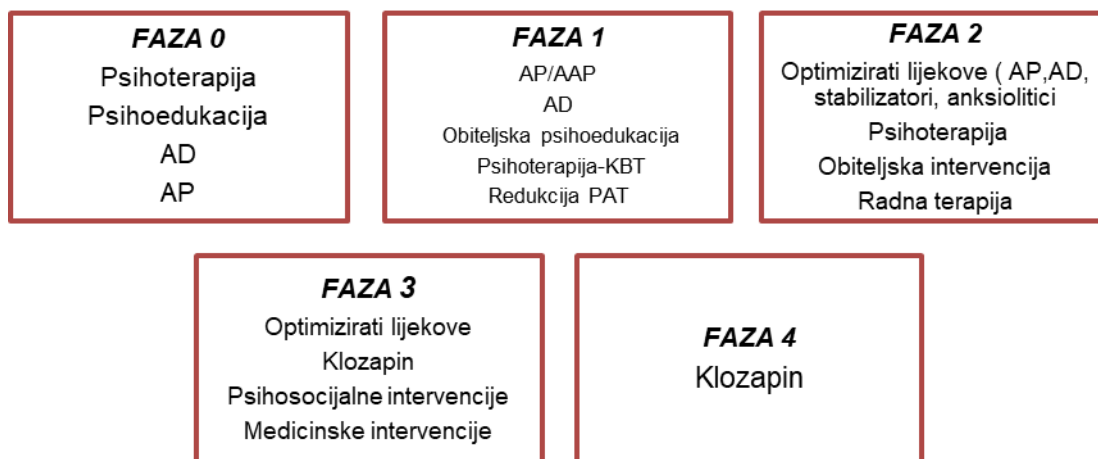 FAZA 0
Psihoterapija
Psihoedukacija
AD
AP
FAZA 1
AP/AAP
AD
Obiteljska psihoedukacija
Psihoterapija-KBT
Redukcija PAT
FAZA 2
Optimizirati lijekove ( AP,AD,
stabilizatori, anksiolitici
Psihoterapija
Obiteljska intervencija
Radna terapija
FAZA 3
Optimizirati lijekove
Klozapin
Psihosocijalne intervencije
Medicinske intervencije
FAZA 4
Klozapin